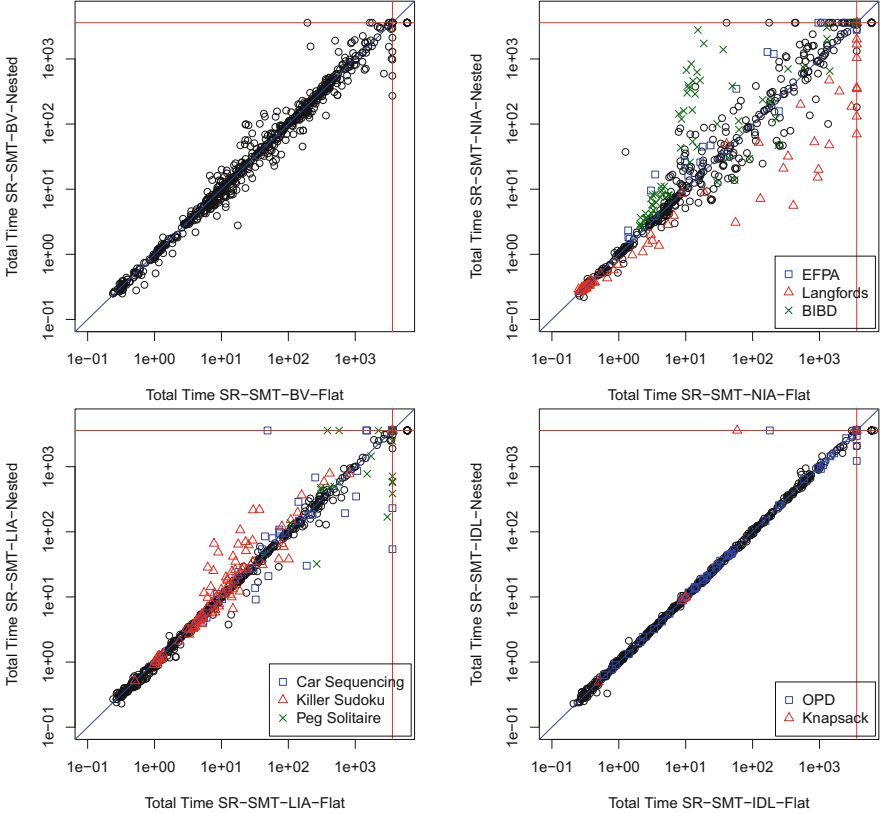 Total Time SR−SMT−BV−Nested
1e+03
1e+02
1e+01
1e+00
1e−01
1e−01 1e+00 1e+01 1e+02 1e+03
Total Time SR−SMT−BV−Flat
Total Time SR−SMT−NIA−Nested
1e+03
1e+02
1e+01
1e+00
1e−01
EFPA
Langfords
BIBD
1e−01 1e+00 1e+01 1e+02 1e+03
Total Time SR−SMT−NIA−Flat
Total Time SR−SMT−LIA−Nested
1e+03
1e+02
1e+01
1e+00
1e−01
Car Sequencing
Killer Sudoku
Peg Solitaire
1e−01 1e+00 1e+01 1e+02 1e+03
Total Time SR−SMT−LIA−Flat
Total Time SR−SMT−IDL−Nested
1e+03
1e+02
1e+01
1e+00
1e−01
OPD
Knapsack
1e−01 1e+00 1e+01 1e+02 1e+03
Total Time SR−SMT−IDL−Flat